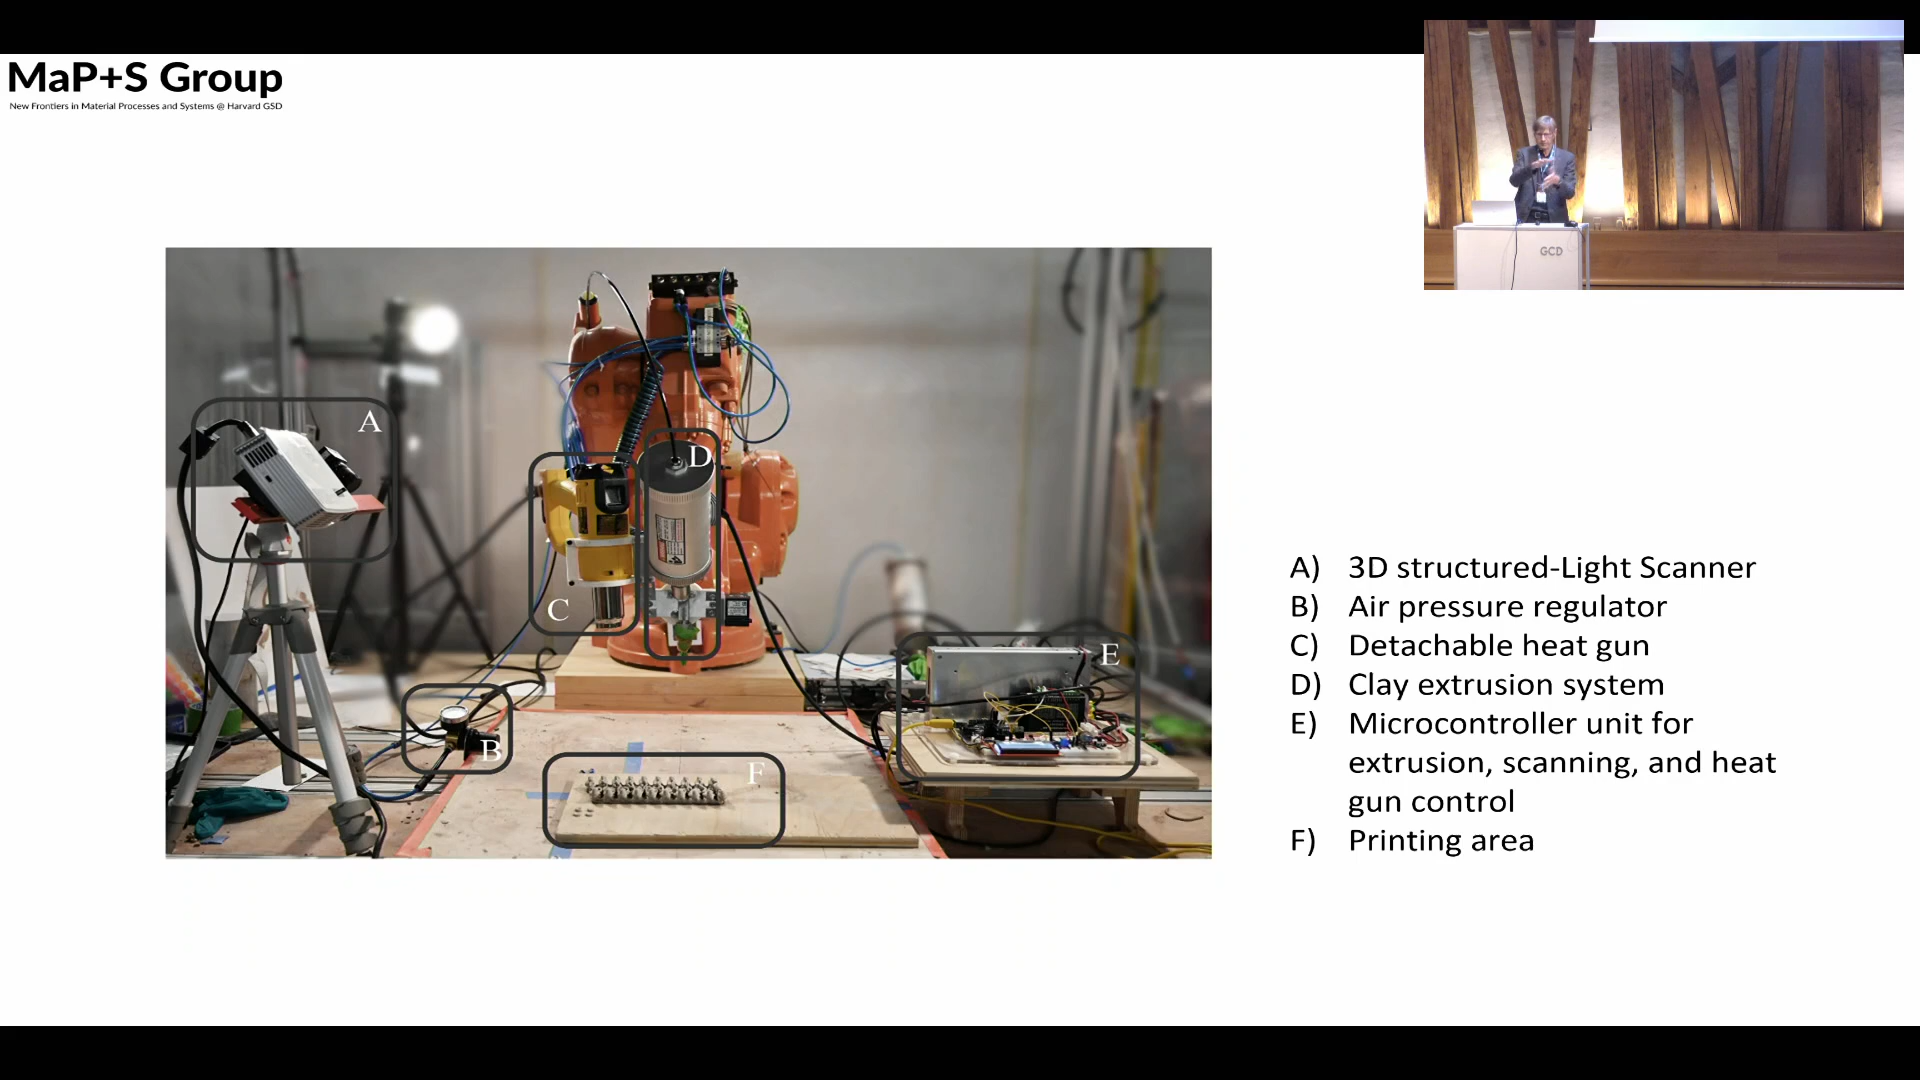 MaP+S Group
New Frontiers in Material Processes and Systems @ Harvard GSD
GCD
A
D
C
E
B
F
A) 3D structured-Light Scanner
B) Air pressure regulator
C) Detachable heat gun
D) Clay extrusion system
E) Microcontroller unit for
extrusion, scanning, and heat
gun control
F) Printing area